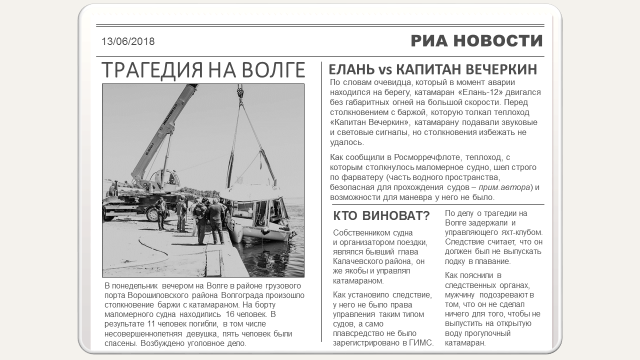 13/06/2018
РИА НОВОСТИ
ТРАГЕДИЯ НА ВОЛГЕ
В понедельник вечером на Волге в районе грузового
порта Ворошиловского района Волгограда произошло
столкновение баржи с катамараном. На борту
маломерного судна находились 16 человек. В
результате 11 человек погибли, в том числе
несовершеннолетняя девушка, пять человек были
спасены. Возбуждено уголовное дело.
ЕЛАНЬ vs КАПИТАН ВЕЧЕРКИН
По словам очевидца, который в момент аварии
находился на берегу, катамаран «Елань-12» двигался
без габаритных огней на большой скорости. Перед
столкновением с баржой, которую толкал теплоход
«Капитан Вечеркин», катамарану подавали звуковые
и световые сигналы, но столкновения избежать не
удалось.
Как сообщили в Росморречфлоте, теплоход, с
которым столкнулось маломерное судно, шел строго
по фарватеру (часть водного пространства,
безопасная для прохождения судов – прим.автора) и
возможности для маневра у него не было.
КТО ВИНОВАТ?
Собственником судна
и организатором поездки,
являлся бывший глава
Калачевского района, он
же якобы и управлял
катамараном.
Как установило следствие,
у него не было права
управления таким типом
судов, а само
плавсредство не было
зарегистрировано в ГИМС.
По делу о трагедии на
Волге задержали и
управляющего яхт-клубом.
Следствие считает, что он
должен был не выпускать
лодку в плавание.
Как пояснили в
следственных органах,
мужчину подозревают в
том, что он не сделал
ничего для того, чтобы не
выпустить на открытую
воду прогулочный
катамаран.